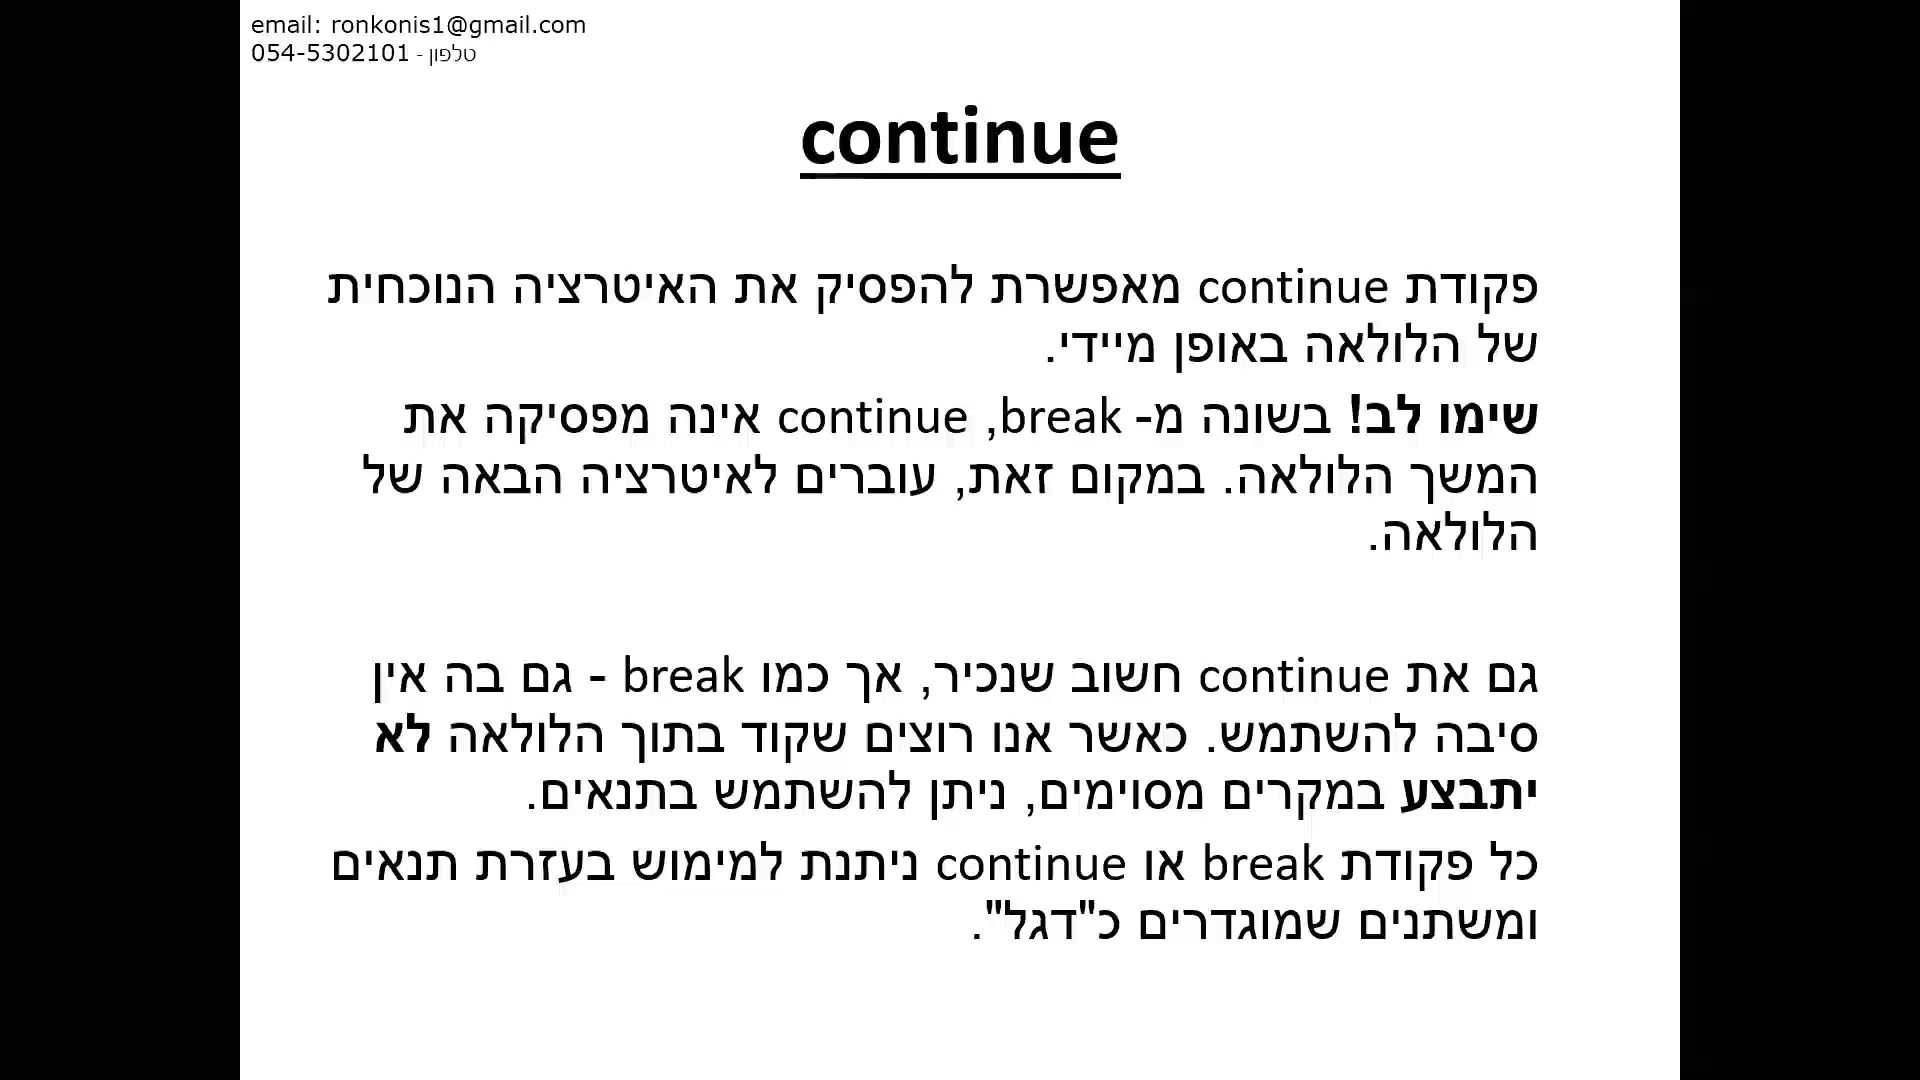 email: ronkonis1@gmail.com
טלפון - 054-5302101
continue
פקודת continue מאפשרת להפסיק את האיטרציה הנוכחית
של הלולאה באופן מיידי.
שימו לב! בשונה מ- break, continue אינה מפסיקה את
המשך הלולאה. במקום זאת, עוברים לאיטרציה הבאה של
הלולאה.
גם את continue חשוב שנכיר, אך כמו break - גם בה אין
סיבה להשתמש. כאשר אנו רוצים שקוד בתוך הלולאה לא
יתבצע במקרים מסוימים, ניתן להשתמש בתנאים.
כל פקודת break או continue ניתנת למימוש בעזרת תנאים
ומשתנים שמוגדרים כ"דגל".